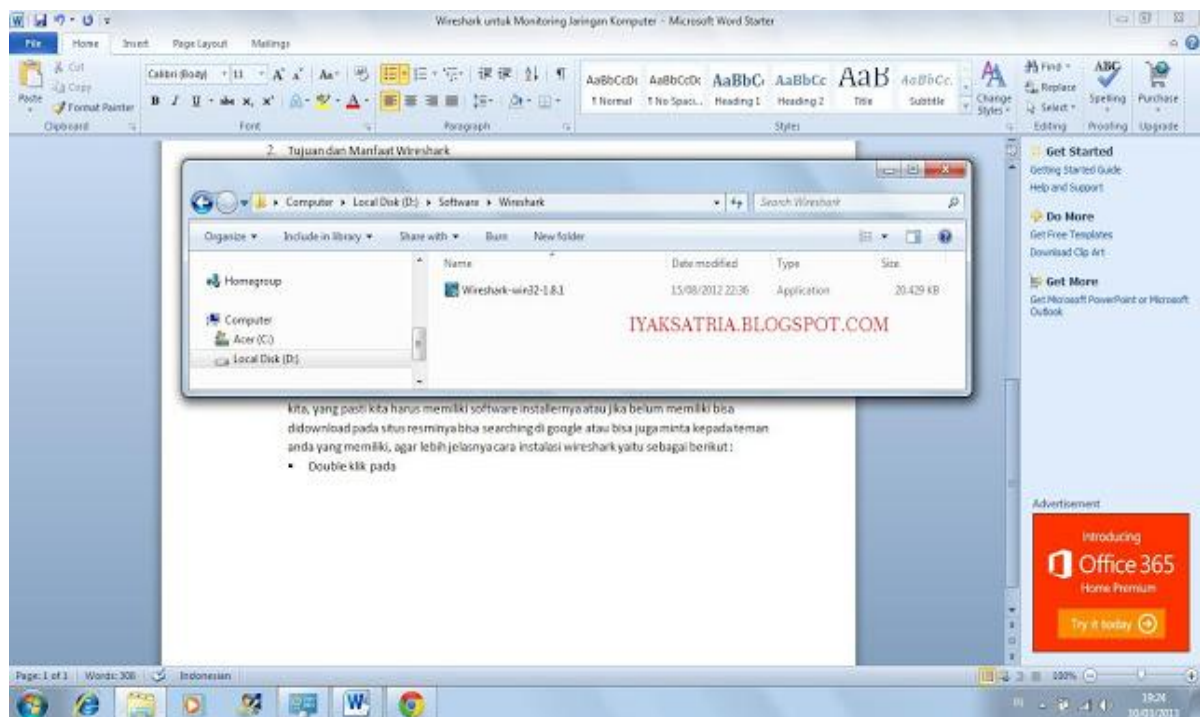 Wireshark untuk Monitoring Jaringan Komputer - Microsoft Word Starter
File Home Insert Page Layout Mailings
Cut
Copy
Paste
Format Painter
Calibri (Body) 11
AaBbCcDc AaBbCcDc AaBbC AaBbCc AaB AaBbCc.
¶ Normal ¶ No Spaci... Heading 1 Heading 2 Title Subtitle
Change Styles
Find
Replace
Select
Spelling
Purchase
Clipboard Font Paragraph Styles Editing Proofing Upgrade
2. Tujuan dan Manfaat Wireshark
Computer Local Disk (D:) Software Wireshark
Search Wireshark
Organize Include in library Share with Burn New folder
Name Date modified Type Size
Homegroup
Wireshark-win32-1.8.1 15/08/2012 22:36 Application 20.429 KB
Computer
Acer (C:)
Local Disk (D:)
IYAKSATRIA.BLOGSPOT.COM
kita, yang pasti kita harus memiliki software installernya atau jika belum memiliki bisa
didownload pada situs resminya bisa searching di google atau bisa juga minta kepada teman
anda yang memiliki, agar lebih jelasnya cara instalasi wireshark yaitu sebagai berikut :
▪ Double klik pada
Get Started
Getting Started Guide
Help and Support
Do More
Get Free Templates
Download Clip Art
Get More
Get Microsoft PowerPoint or Microsoft
Outlook
Advertisement
Introducing
Office 365
Home Premium
Try it today
Page: 1 of 1 Words: 308 Indonesian
100%
19:24
10/03/2013